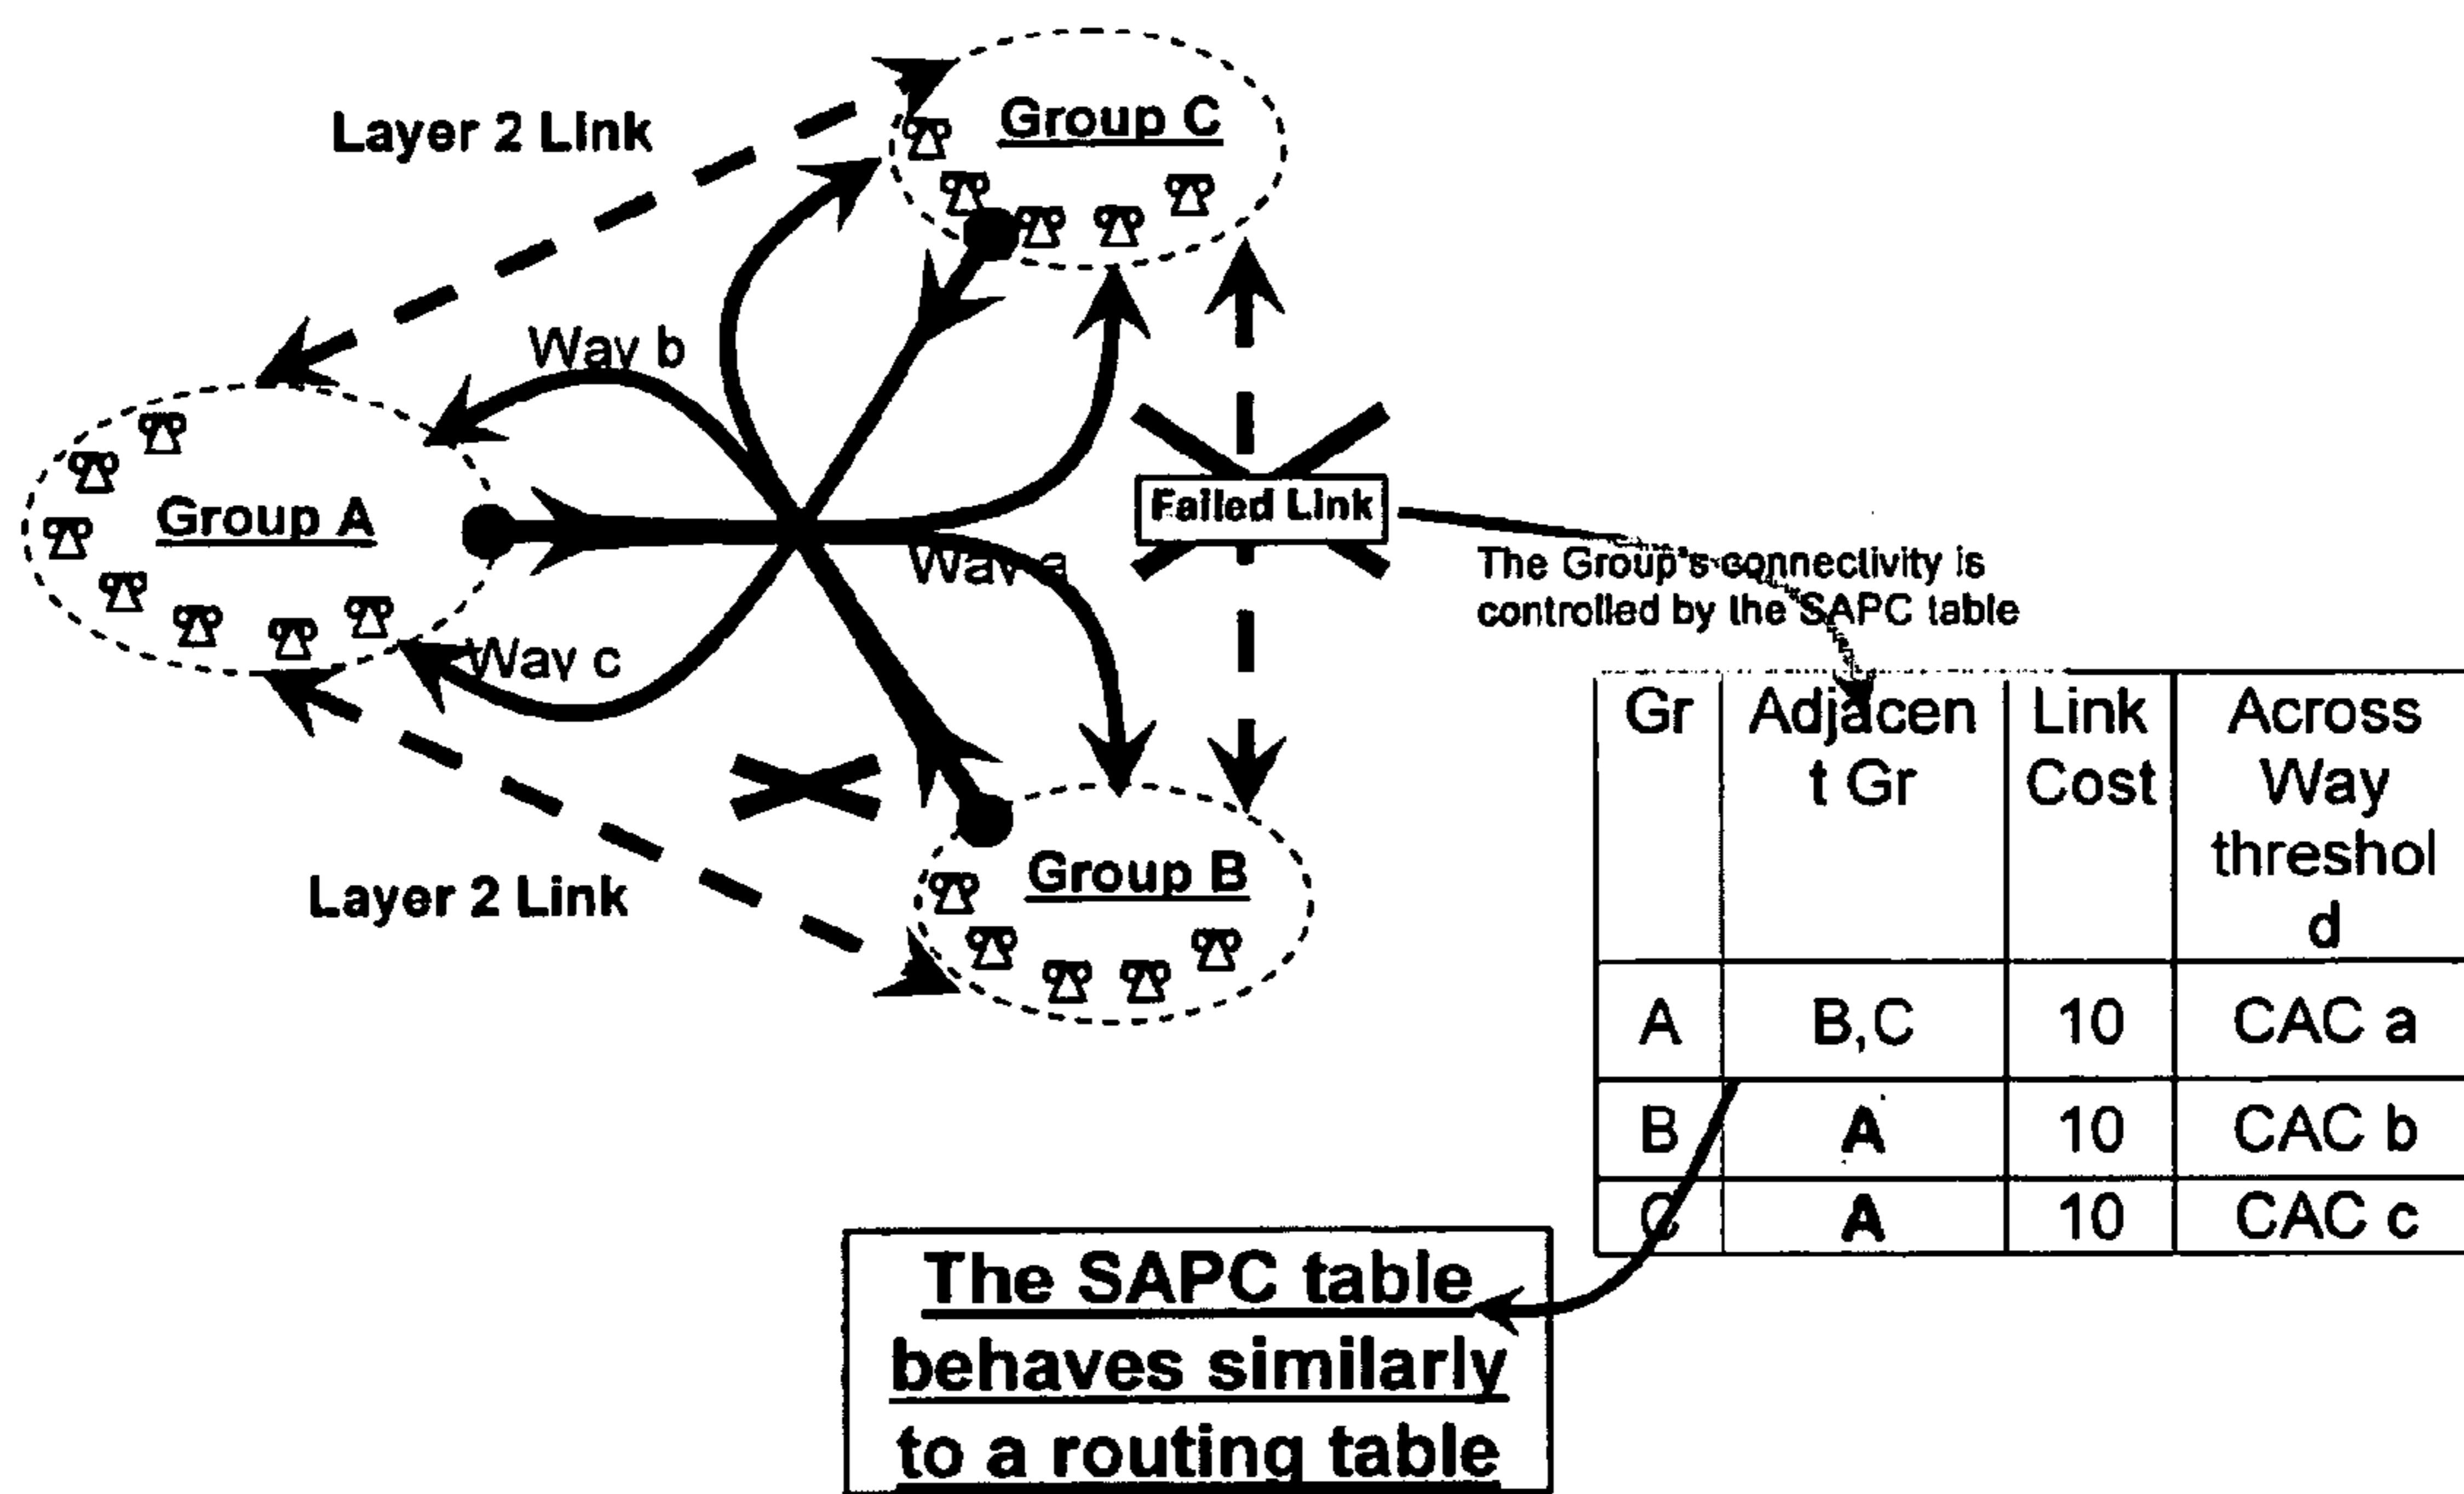 Layer 2 Link
Group C
Way b
Group A
Failed Link
Way a
The Group's connectivity is
controlled by the SAPC table
Way c
Group B
Layer 2 Link
Gr
Adjacen
t Gr
Link
Cost
Across
Way
threshol
d
A
B,C
10
CAC a
B
A
10
CAC b
C
A
10
CAC c
The SAPC table
behaves similarly
to a routing table